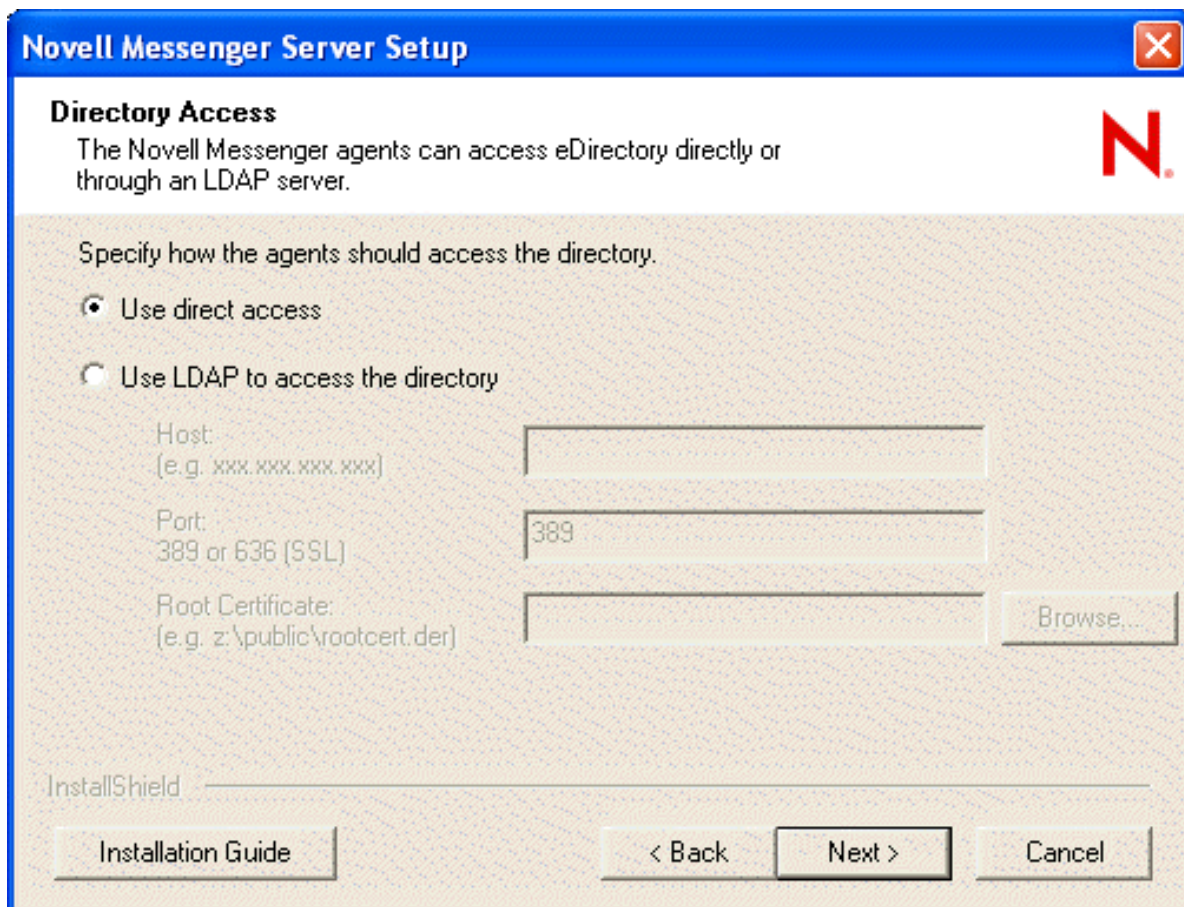 Novell Messenger Server Setup
Directory Access
The Novell Messenger agents can access eDirectory directly or
through an LDAP server.
N
Specify how the agents should access the directory.
Use direct access
Use LDAP to access the directory
Host:
(e.g. xxx.xxx.xxx.xxx)
Port:
389 or 636 (SSL)
389
Root Certificate:
(e.g. z:\public\rootcert.der)
Browse...
InstallShield
Installation Guide
< Back
Next >
Cancel